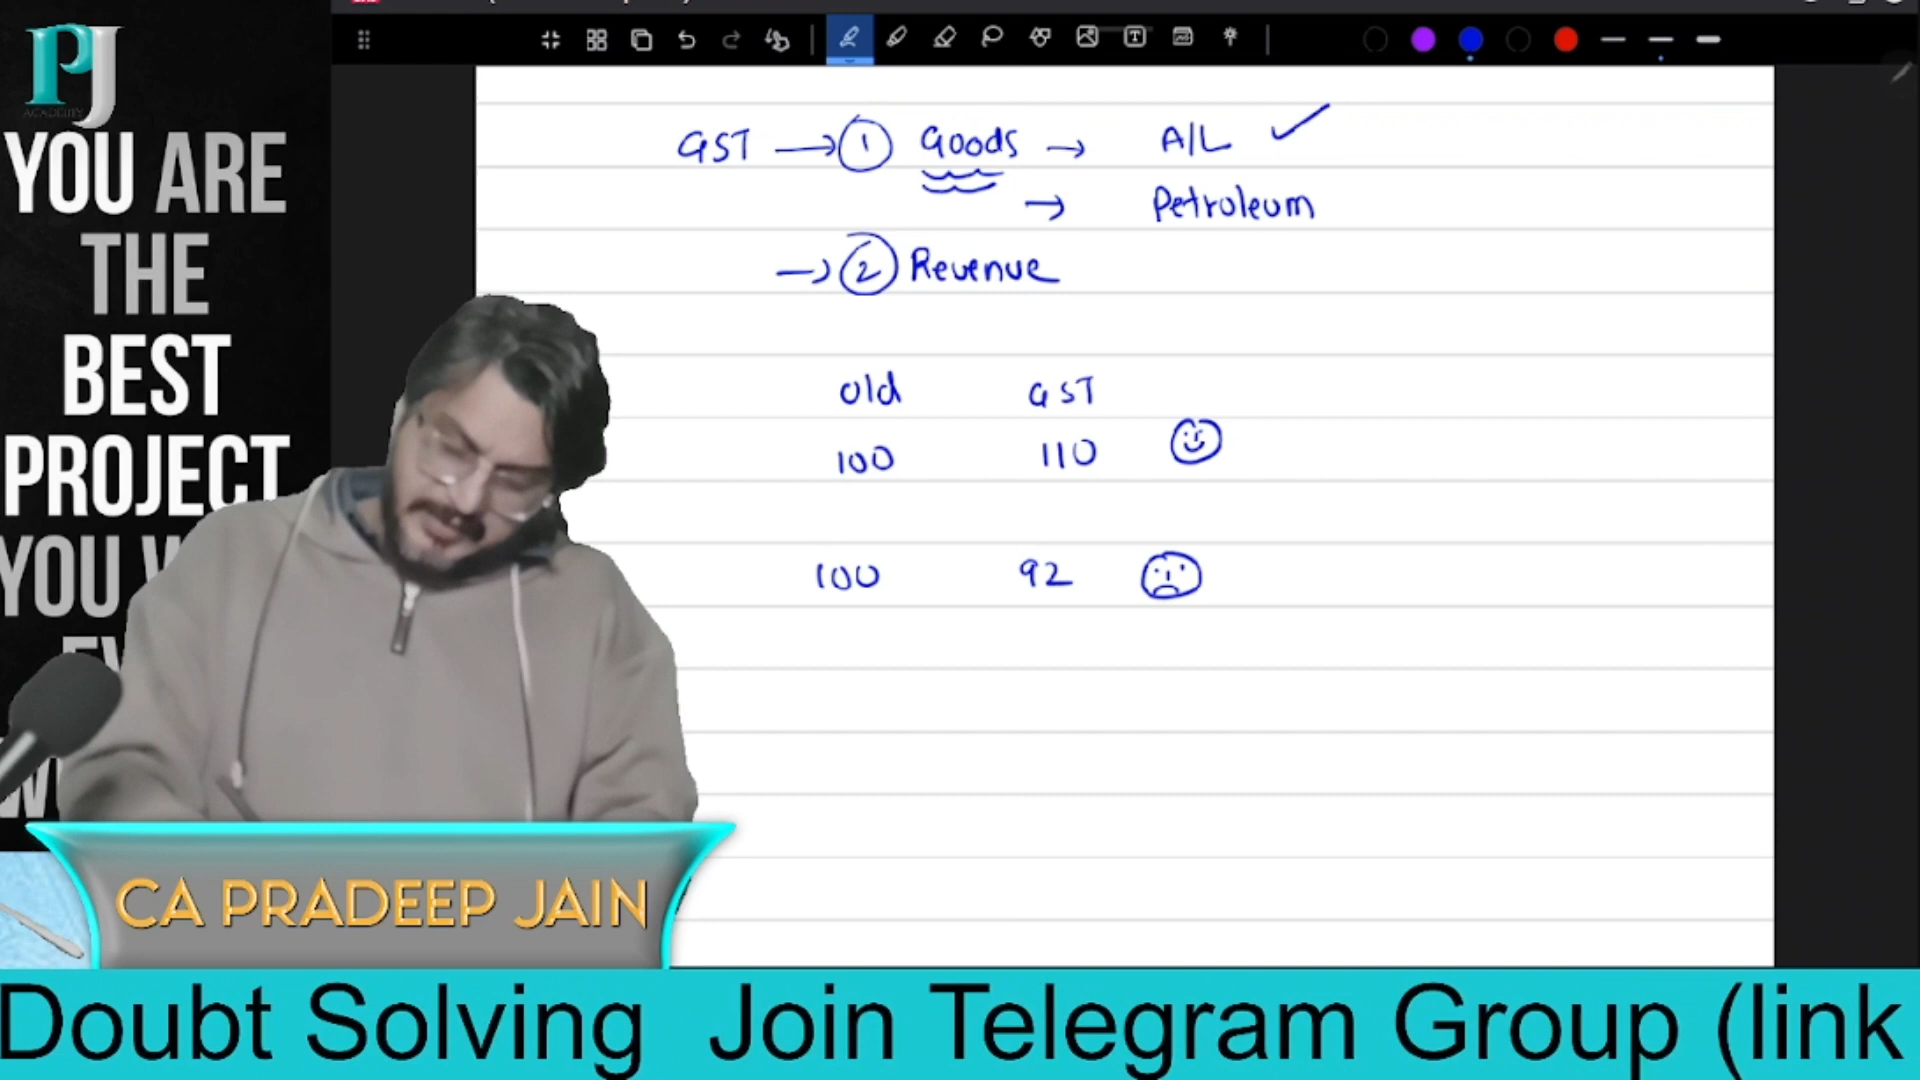 PJ
ACADEMY
YOU ARE
THE
BEST
PROJECT
YOU
GST → ① Goods → A/L ✓
→ Petroleum
→ ② Revenue
old GST
100 110
100 92
CA PRADEEP JAIN
Doubt Solving Join Telegram Group (link